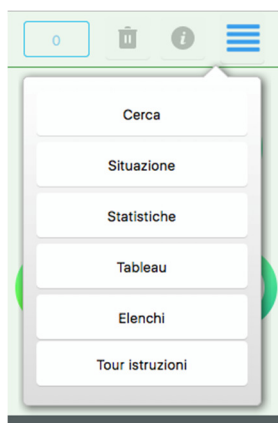 0
Cerca
Situazione
Statistiche
Tableau
Elenchi
Tour istruzioni